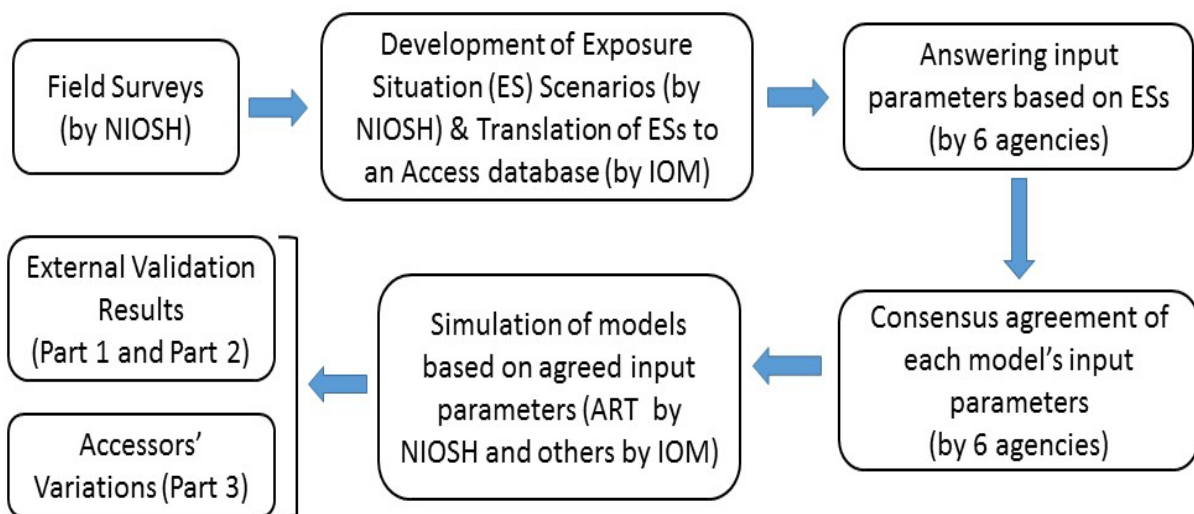 Field Surveys
(by NIOSH)
Development of Exposure
Situation (ES) Scenarios (by
NIOSH) & Translation of ESs to
an Access database (by IOM)
Answering input
parameters based on ESs
(by 6 agencies)
Consensus agreement of
each model's input
parameters
(by 6 agencies)
Simulation of models
based on agreed input
parameters (ART  by
NIOSH and others by IOM)
External Validation
Results
(Part 1 and Part 2)
Accessors'
Variations (Part 3)